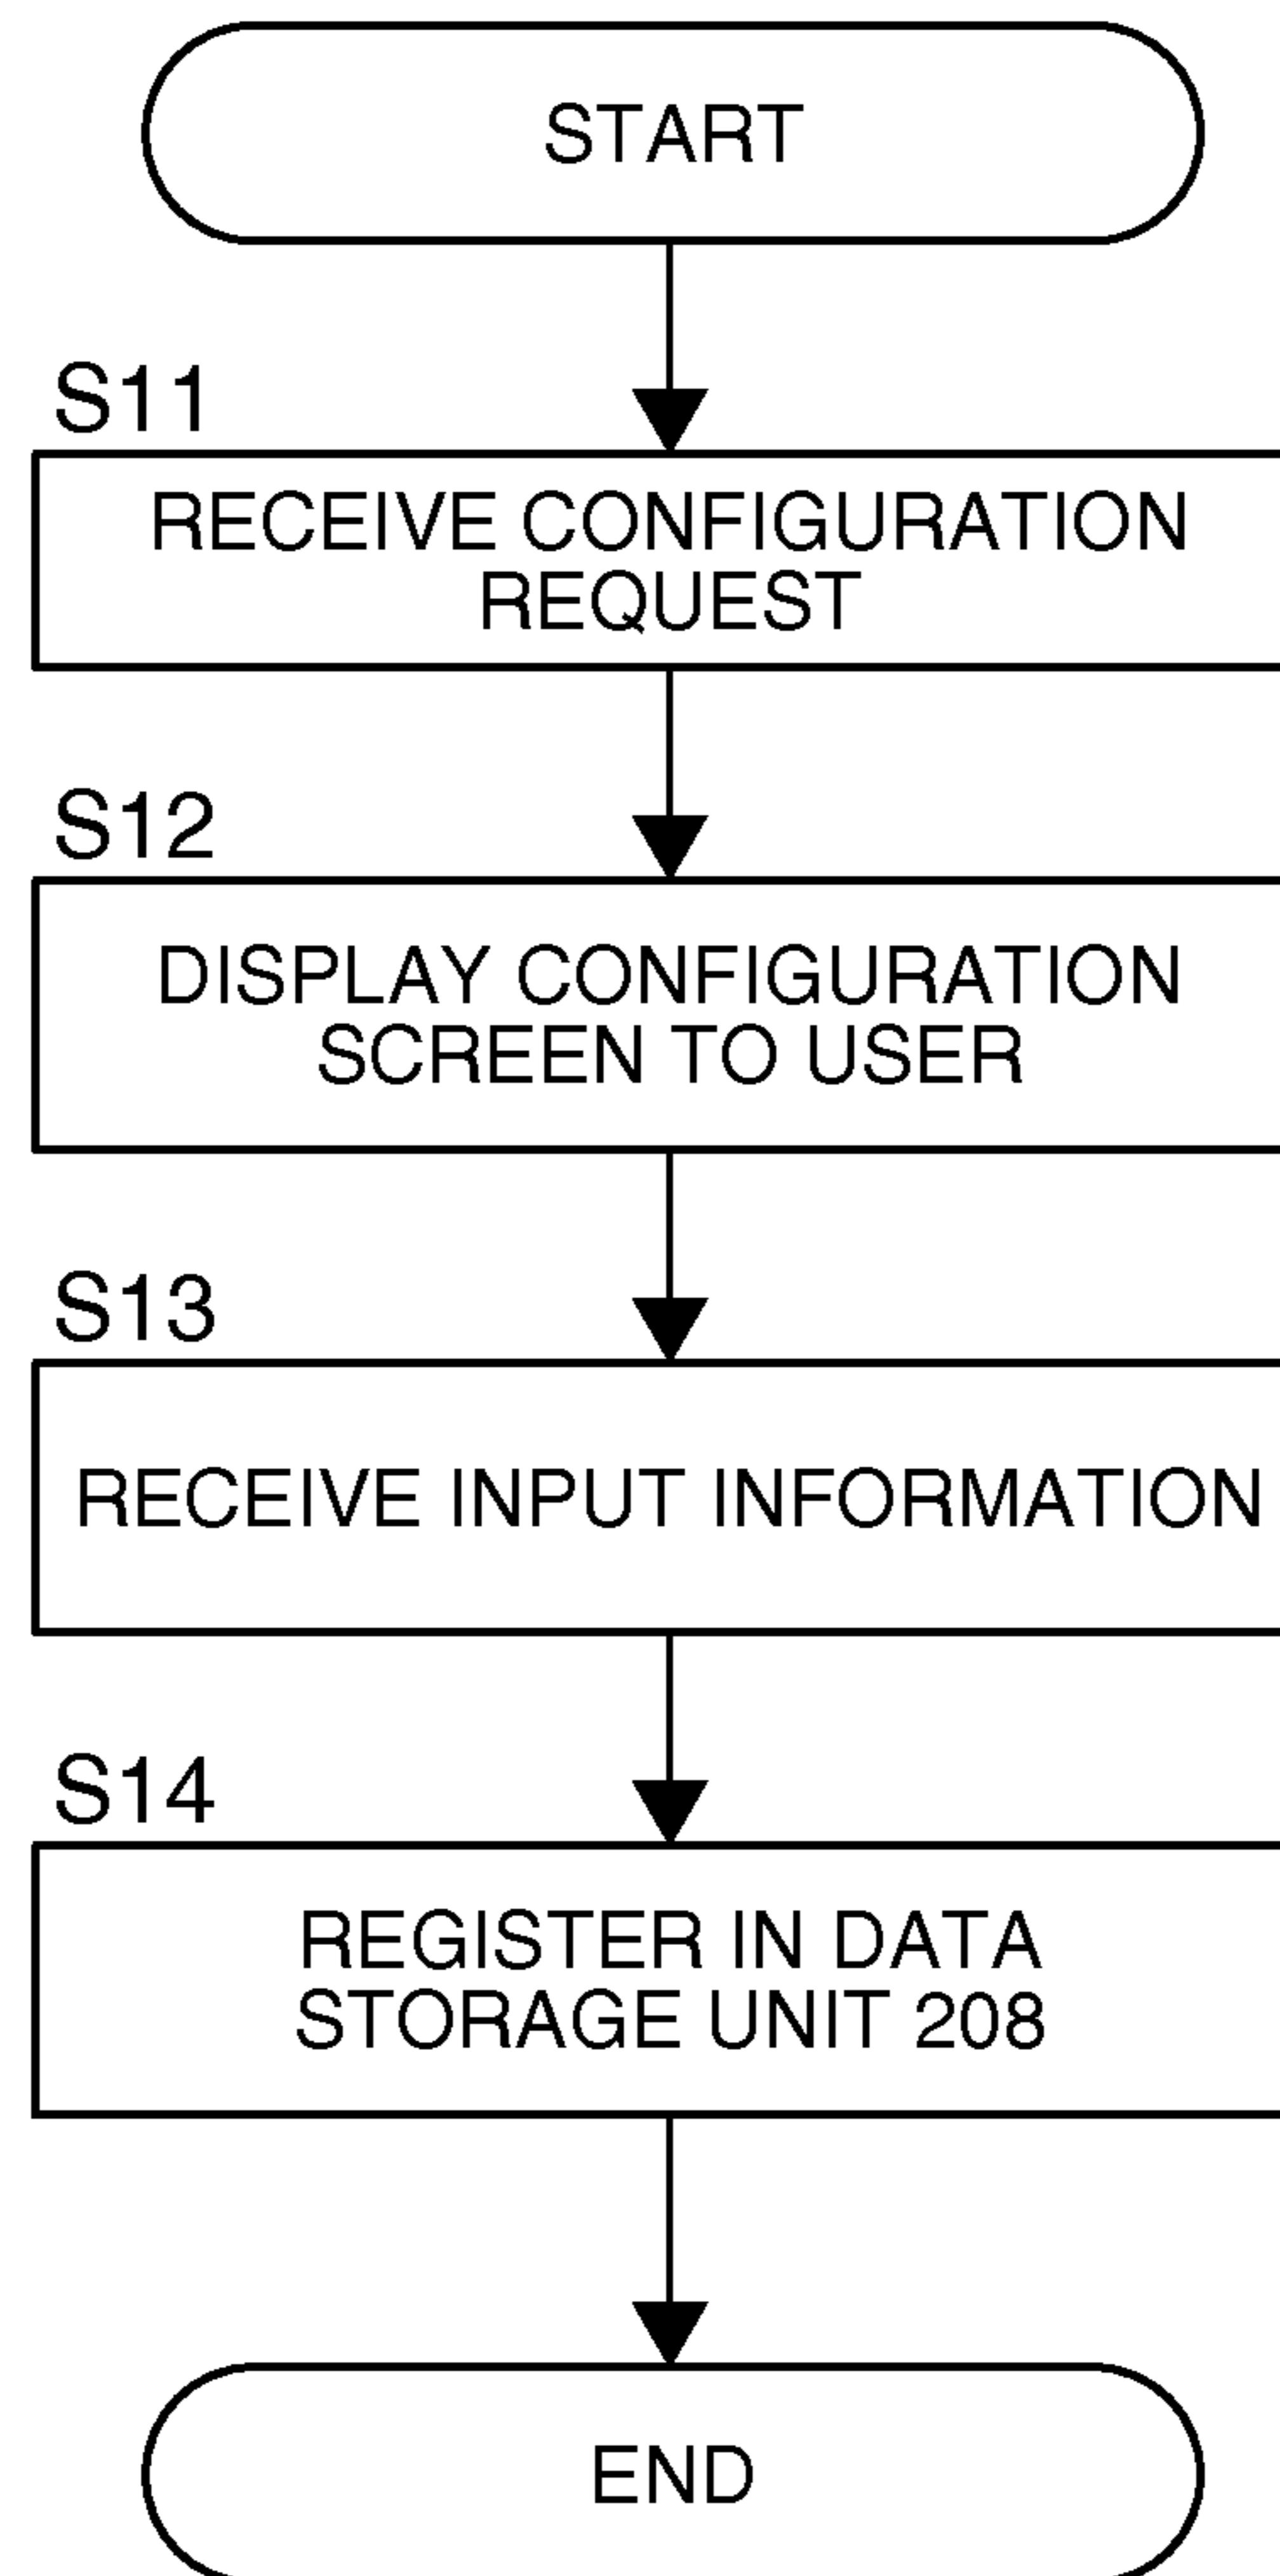 START
S11
RECEIVE CONFIGURATION
REQUEST
S12
DISPLAY CONFIGURATION
SCREEN TO USER
S13
RECEIVE INPUT INFORMATION
S14
REGISTER IN DATA
STORAGE UNIT 208
END